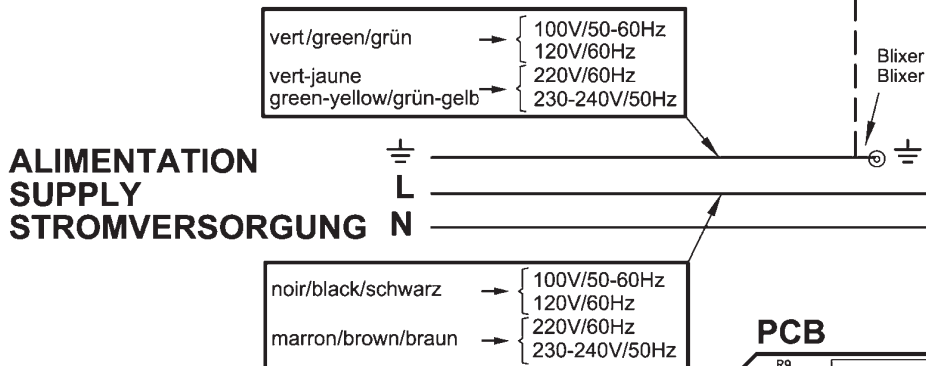 vert/green/grün → { 100V/50-60Hz
120V/60Hz
vert-jaune
green-yellow/grün-gelb → { 220V/60Hz
230-240V/50Hz
Blixer
Blixer
ALIMENTATION
SUPPLY
STROMVERSORGUNG
L
N
noir/black/schwarz → { 100V/50-60Hz
120V/60Hz
marron/brown/braun → { 220V/60Hz
230-240V/50Hz
PCB
R9